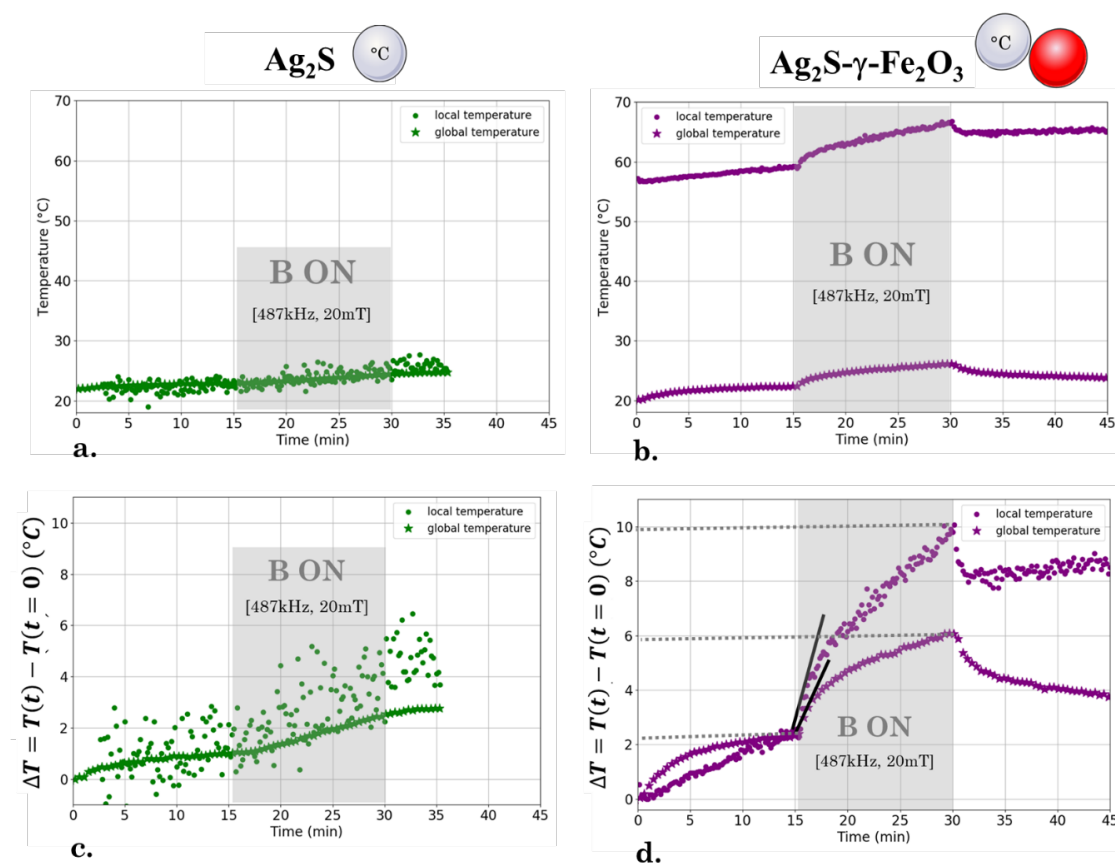 Ag₂S
°C
Ag₂S-γ-Fe₂O₃
°C
70
60
50
40
30
20
Temperature (°C)
local temperature
global temperature
B ON
[487kHz, 20mT]
0 5 10 15 20 25 30 35 40 45
Time (min)
a.
70
60
50
40
30
20
Temperature (°C)
local temperature
global temperature
B ON
[487kHz, 20mT]
0 5 10 15 20 25 30 35 40 45
Time (min)
b.
ΔT = T(t) − T(t = 0) (°C)
10
8
6
4
2
0
local temperature
global temperature
B ON
[487kHz, 20mT]
0 5 10 15 20 25 30 35 40 45
Time (min)
c.
ΔT = T(t) − T(t = 0) (°C)
10
8
6
4
2
0
local temperature
global temperature
B ON
[487kHz, 20mT]
0 5 10 15 20 25 30 35 40 45
Time (min)
d.